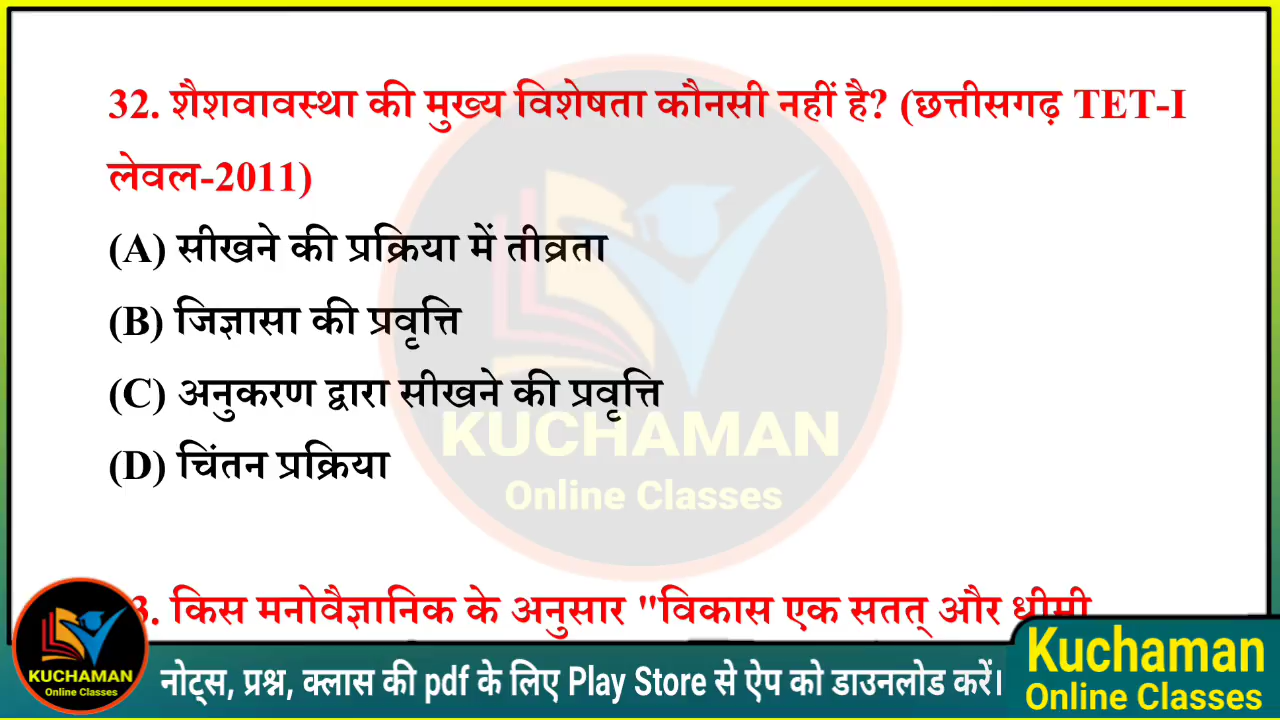 32. शैशवावस्था की मुख्य विशेषता कौनसी नहीं है? (छत्तीसगढ़ TET-I
लेवल-2011)
(A) सीखने की प्रक्रिया में तीव्रता
(B) जिज्ञासा की प्रवृत्ति
(C) अनुकरण द्वारा सीखने की प्रवृत्ति
KUCHAMAN
(D) चिंतन प्रक्रिया
Online Classes
3. किस मनोवैज्ञानिक के अनुसार "विकास एक सतत् और धीमी
KUCHAMAN
Online Classes
नोट्स, प्रश्न, क्लास की pdf के लिए Play Store से ऐप को डाउनलोड करें।
Kuchaman
Online Classes